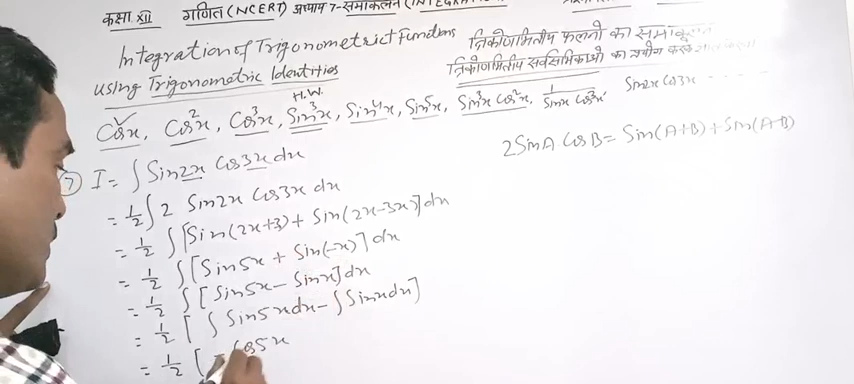 कक्षा XII गणित (NCERT) अध्याय 7-समाकलन (INTEGRAT
Integration of Trigonometrict Functions
using Trigonometric Identities
त्रिकोणमितीय फलनो का समाकलन
त्रिकोणमितीय सर्वसमिकाओ का प्रयोग करके
H.W.
Cosx, Cos²x, Cos³x, Sin³x, Sin⁴x, Sin⁵x, Sin³x Cos²x, 1/Sinx Cos³x, Sin2x Cos3x - - - -
2SinA CosB = Sin(A+B) + Sin(A-B)
7) I = ∫ Sin2x Cos3x dx
= 1/2 ∫ 2 Sin2x Cos3x dx
= 1/2 ∫ [Sin(2x+3) + Sin(2x-3x)] dx
= 1/2 ∫ [Sin5x + Sin(-x)] dx
= 1/2 ∫ [Sin5x - Sinx] dx
= 1/2 [ ∫ Sin5x dx - ∫ Sinx dx]
= 1/2 [ - Cos5x